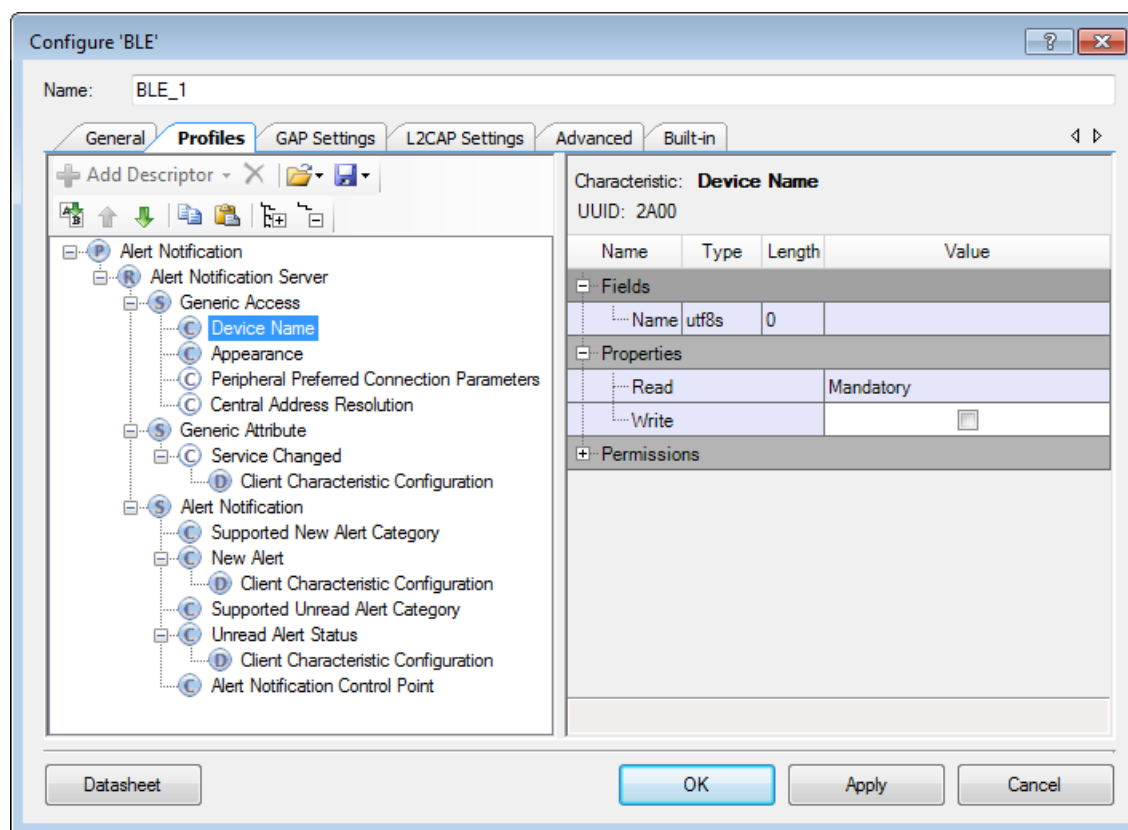 Configure 'BLE'
Name: BLE_1
General Profiles GAP Settings L2CAP Settings Advanced Built-in
Add Descriptor
Characteristic: Device Name
UUID: 2A00
Name Type Length Value
Fields
Name utf8s 0
Properties
Read Mandatory
Write
Permissions
P Alert Notification
R Alert Notification Server
S Generic Access
C Device Name
C Appearance
C Peripheral Preferred Connection Parameters
C Central Address Resolution
S Generic Attribute
C Service Changed
D Client Characteristic Configuration
S Alert Notification
C Supported New Alert Category
C New Alert
D Client Characteristic Configuration
C Supported Unread Alert Category
C Unread Alert Status
D Client Characteristic Configuration
C Alert Notification Control Point
Datasheet OK Apply Cancel